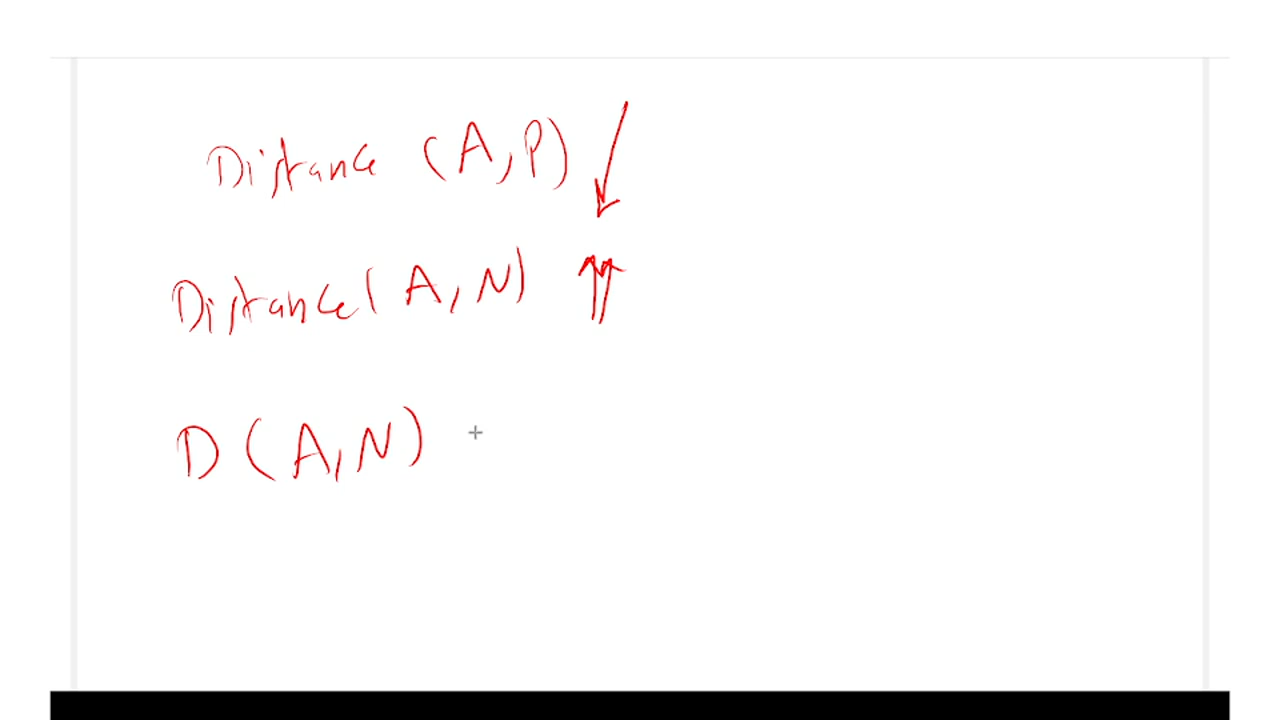 Distance (A,P) ↓
Distance(A,N) ⇈
D(A,N)